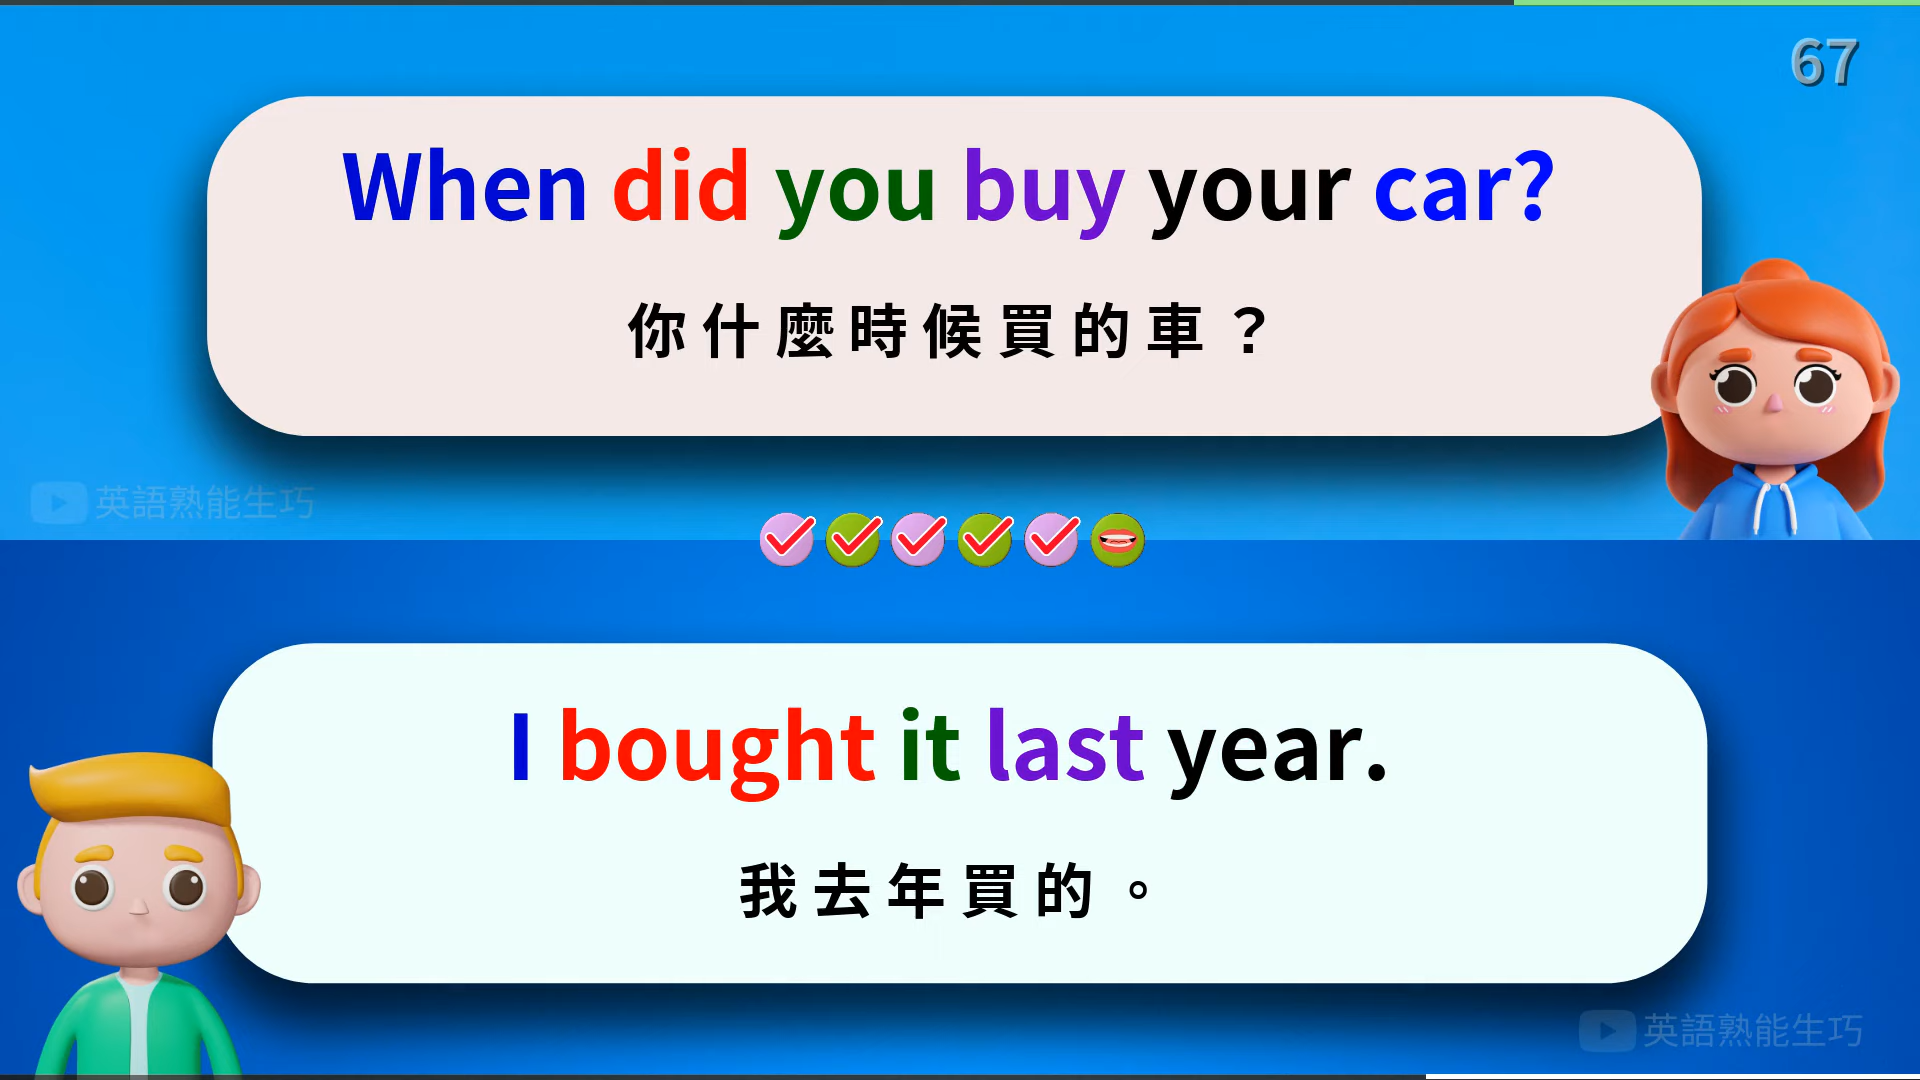 67
When did you buy your car?
你什麼時候買的車？
英語熟能生巧
I bought it last year.
我去年買的。
英語熟能生巧